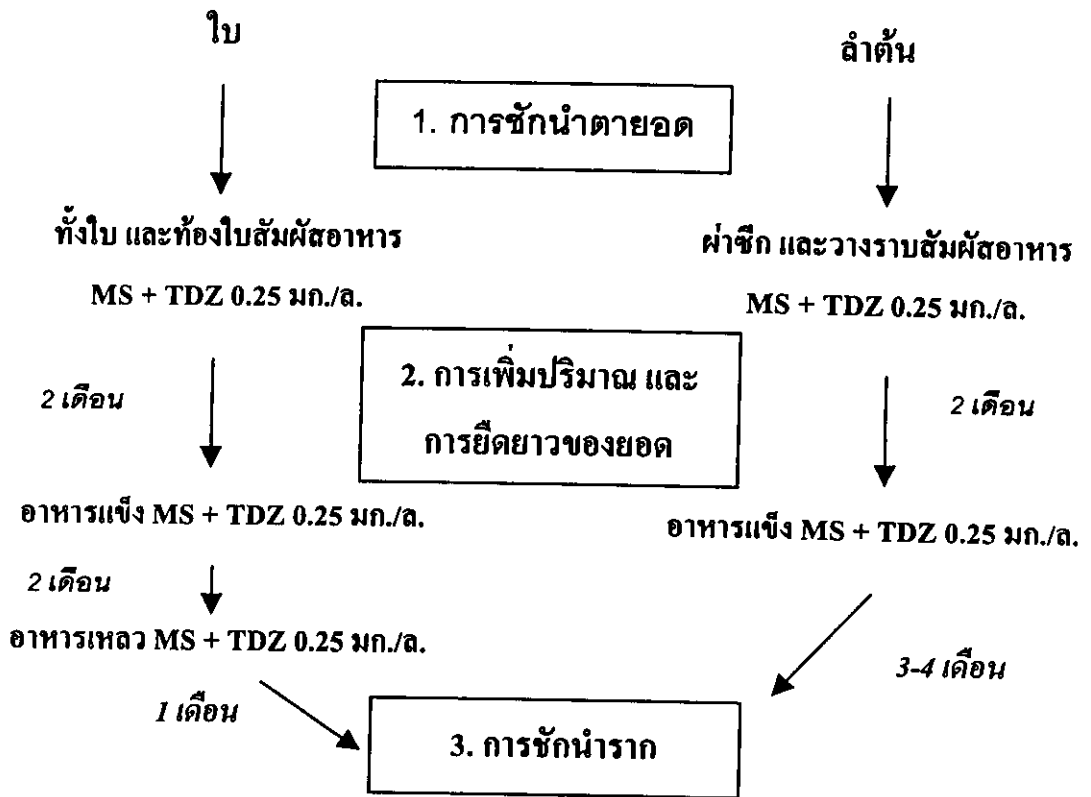 ใบ
ลำต้น
1. การชักนำตายอด
ทั้งใบ และท้องใบสัมผัสอาหาร
MS + TDZ 0.25 มก./ล.
ผ่าซีก และวางราบสัมผัสอาหาร
MS + TDZ 0.25 มก./ล.
2 เดือน
2. การเพิ่มปริมาณ และ
การยืดยาวของยอด
2 เดือน
อาหารแข็ง MS + TDZ 0.25 มก./ล.
อาหารแข็ง MS + TDZ 0.25 มก./ล.
2 เดือน
อาหารเหลว MS + TDZ 0.25 มก./ล.
3-4 เดือน
1 เดือน
3. การชักนำราก